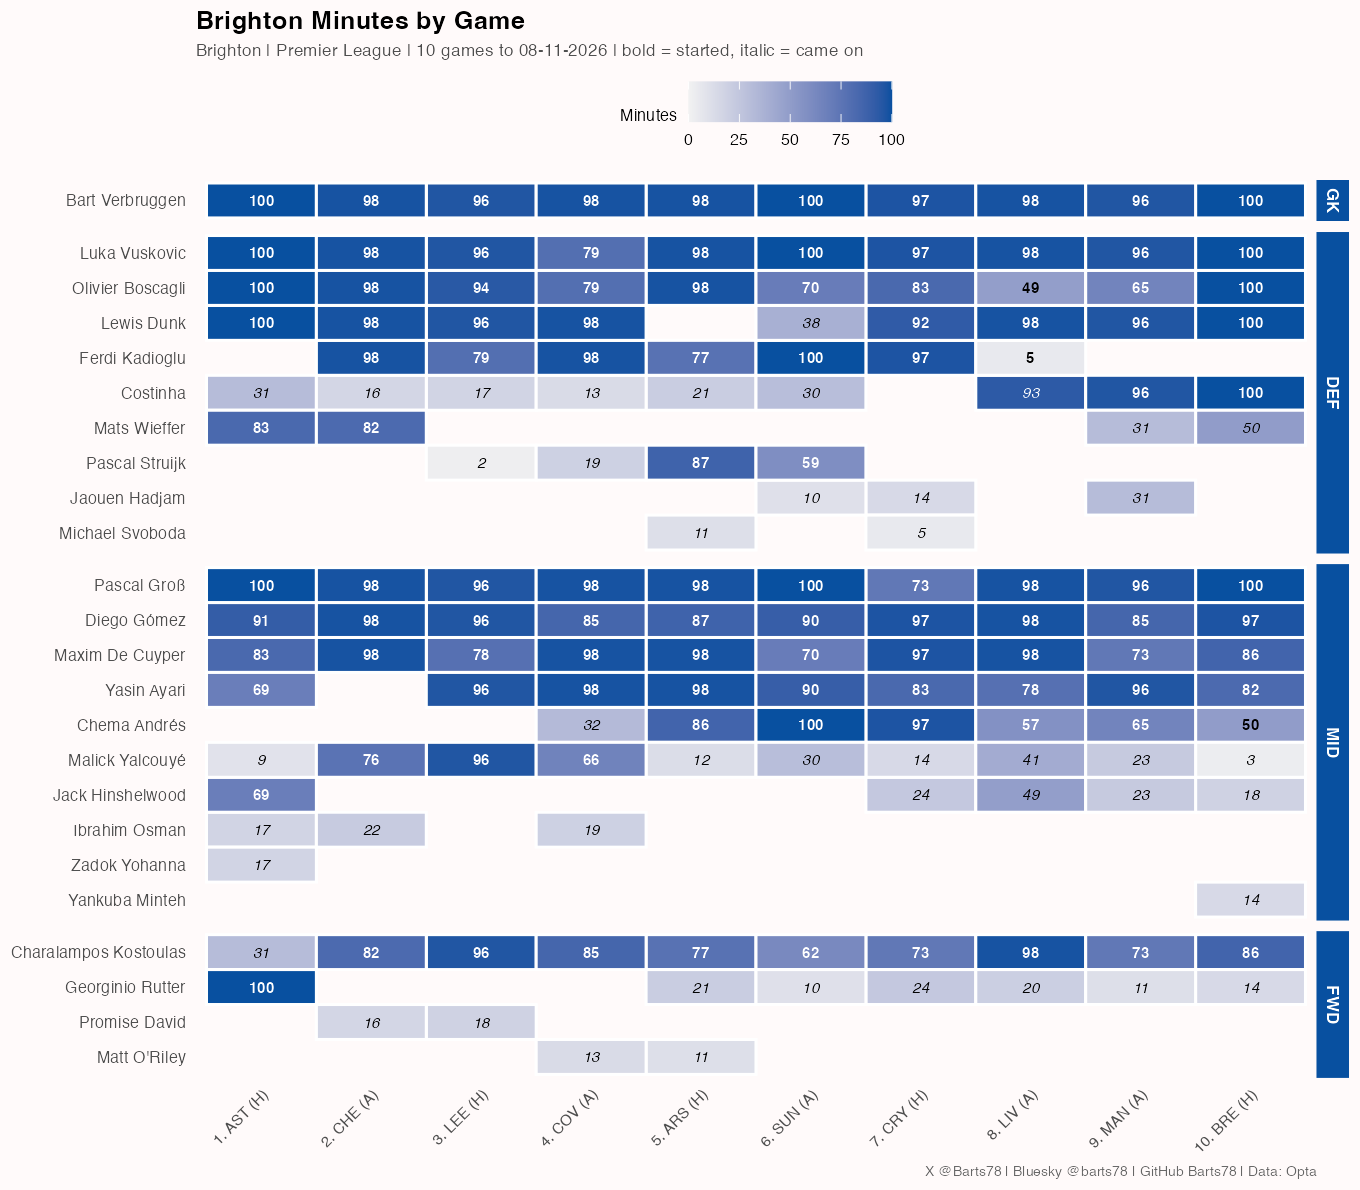 Brighton Minutes by Game
Brighton | Premier League | 10 games to 08-11-2026 | bold = started, italic = came on
Minutes
0 25 50 75 100
Bart Verbruggen 100 98 96 98 98 100 97 98 96 100
GK
Luka Vuskovic 100 98 96 79 98 100 97 98 96 100
Olivier Boscagli 100 98 94 79 98 70 83 49 65 100
Lewis Dunk 100 98 96 98 38 92 98 96 100
Ferdi Kadioglu 98 79 98 77 100 97 5
Costinha 31 16 17 13 21 30 93 96 100
Mats Wieffer 83 82 31 50
Pascal Struijk 2 19 87 59
Jaouen Hadjam 10 14 31
Michael Svoboda 11 5
DEF
Pascal Groß 100 98 96 98 98 100 73 98 96 100
Diego Gómez 91 98 96 85 87 90 97 98 85 97
Maxim De Cuyper 83 98 78 98 98 70 97 98 73 86
Yasin Ayari 69 96 98 98 90 83 78 96 82
Chema Andrés 32 86 100 97 57 65 50
Malick Yalcouyé 9 76 96 66 12 30 14 41 23 3
Jack Hinshelwood 69 24 49 23 18
Ibrahim Osman 17 22 19
Zadok Yohanna 17
Yankuba Minteh 14
MID
Charalampos Kostoulas 31 82 96 85 77 62 73 98 73 86
Georginio Rutter 100 21 10 24 20 11 14
Promise David 16 18
Matt O'Riley 13 11
FWD
1. AST (H) 2. CHE (A) 3. LEE (H) 4. COV (A) 5. ARS (H) 6. SUN (A) 7. CRY (H) 8. LIV (A) 9. MAN (A) 10. BRE (H)
X @Barts78 | Bluesky @barts78 | GitHub Barts78 | Data: Opta